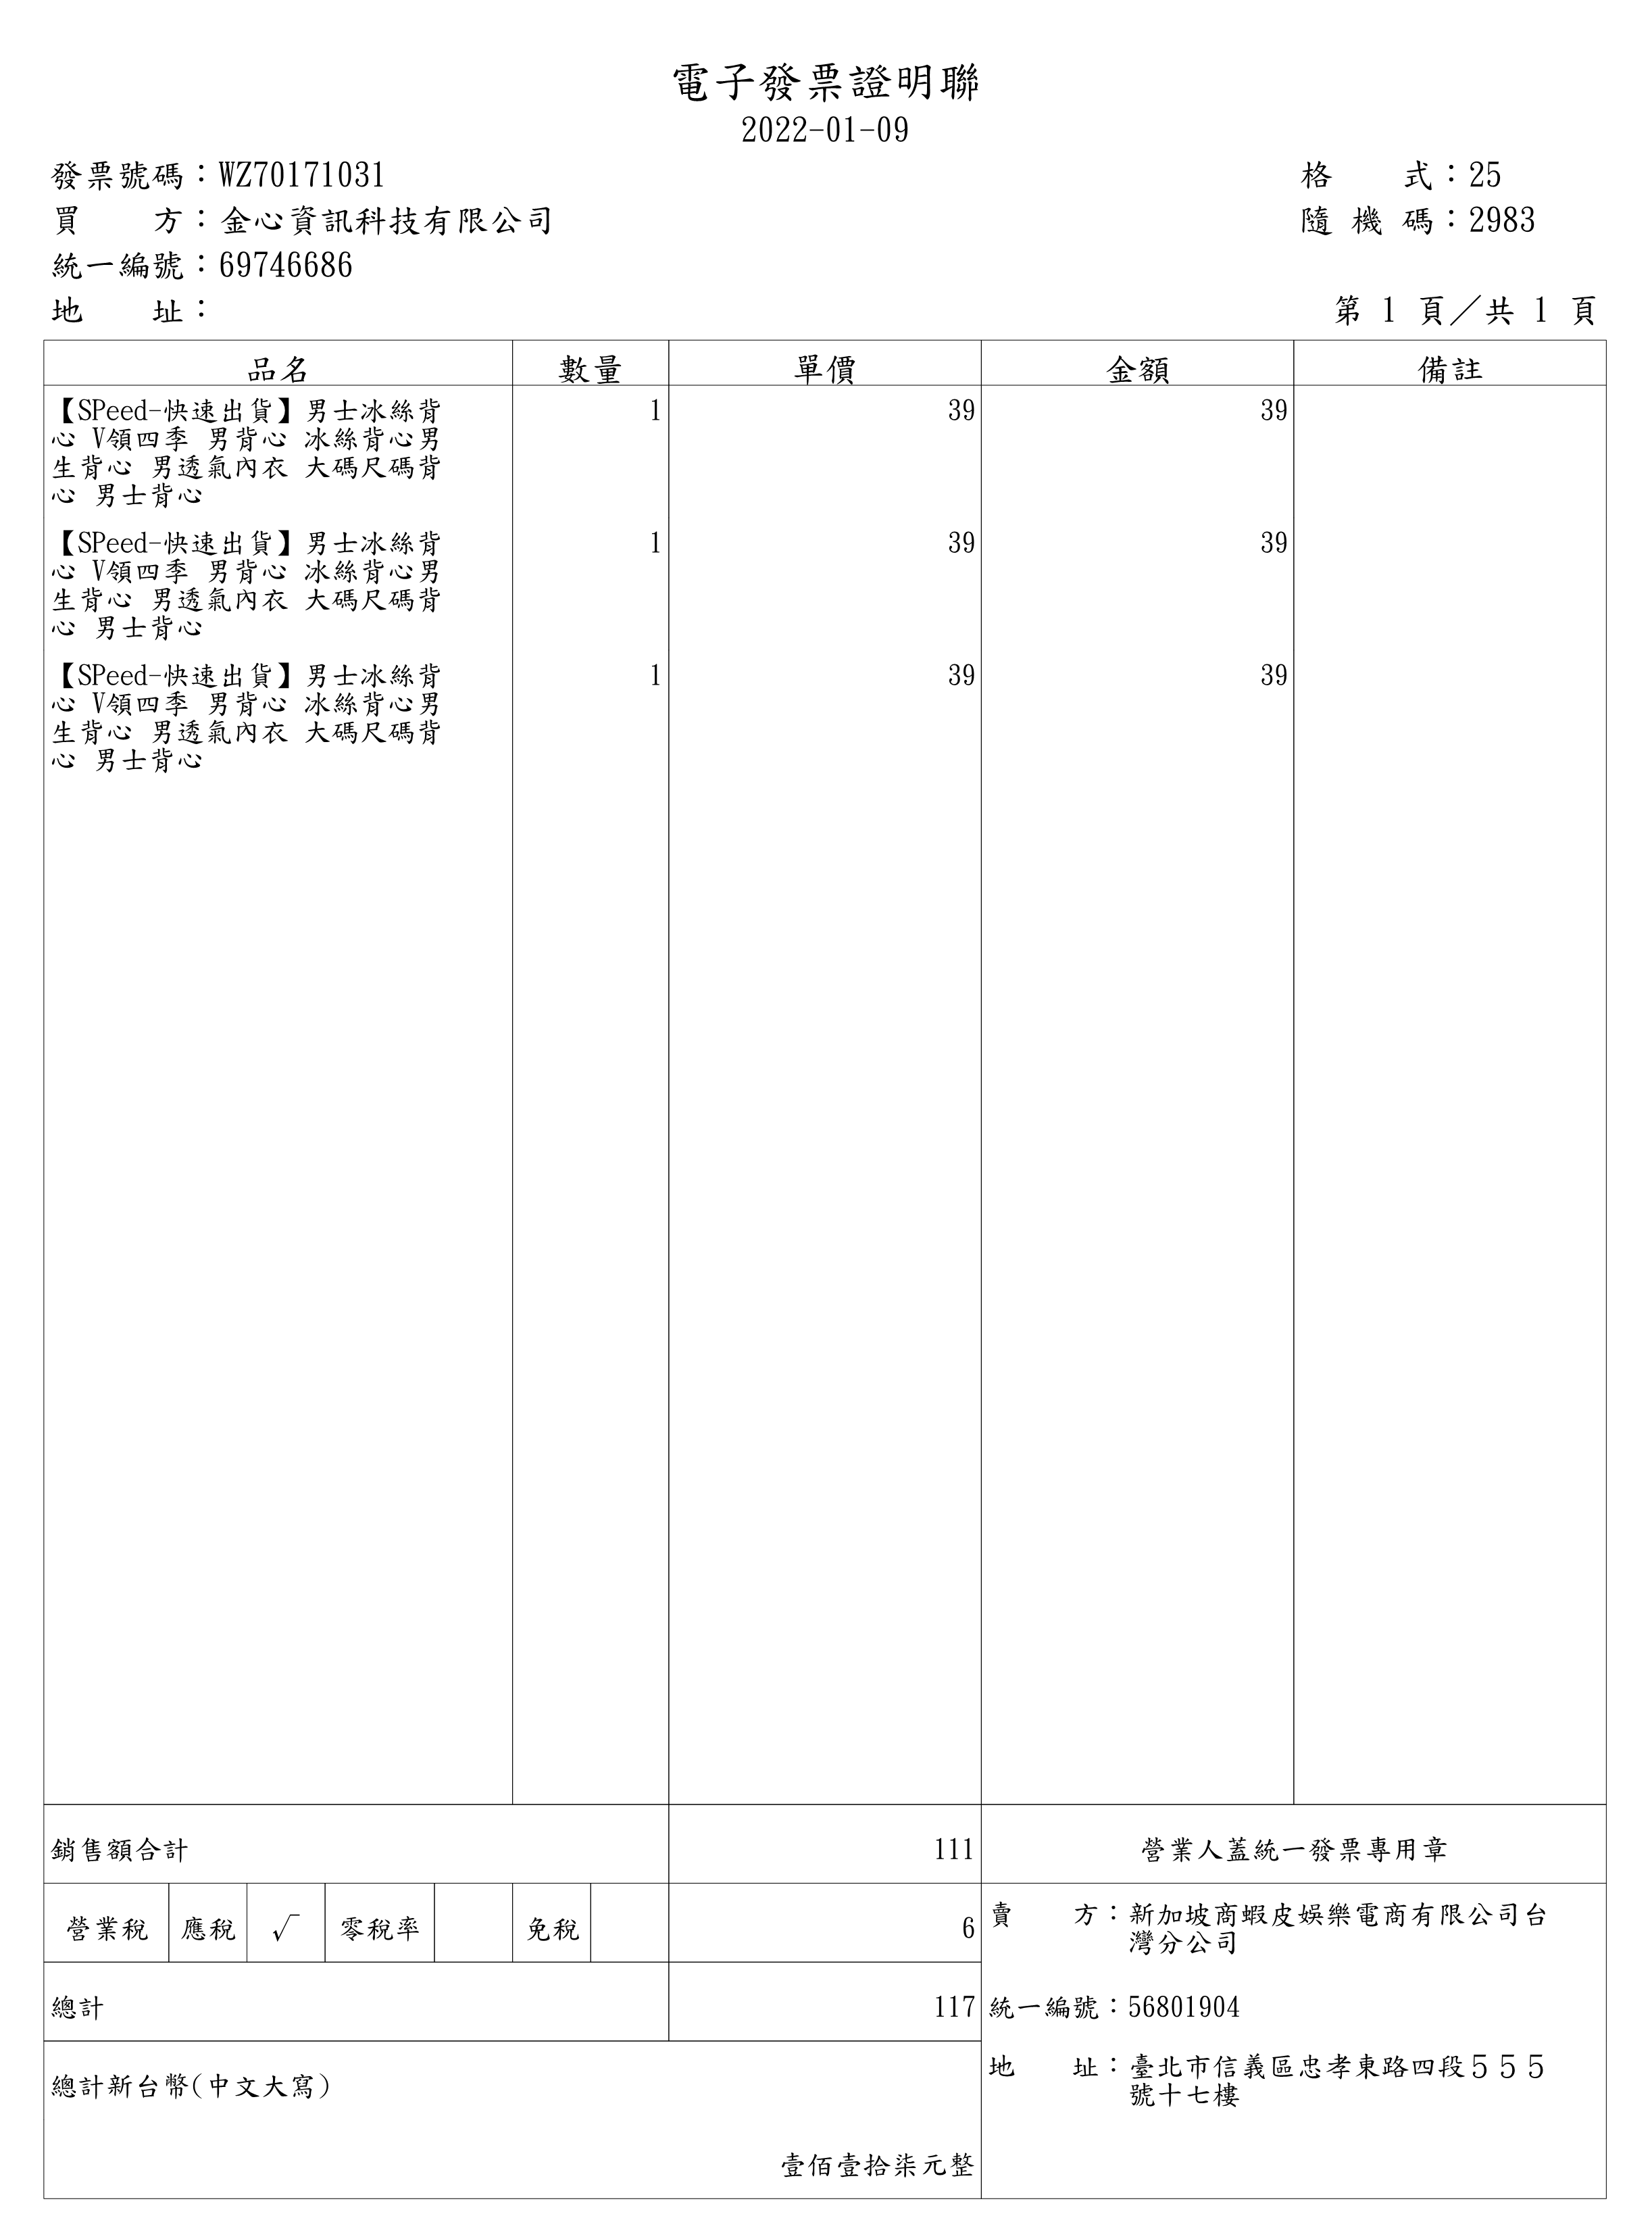 電子發票證明聯
2022-01-09
發票號碼：WZ70171031
格　　式：25
買　　方：金心資訊科技有限公司
隨 機 碼：2983
統一編號：69746686
地　　址：
第 1 頁／共 1 頁
品名 數量 單價 金額 備註
【SPeed-快速出貨】男士冰絲背 1 39 39
心 V領四季 男背心 冰絲背心男
生背心 男透氣內衣 大碼尺碼背
心 男士背心
【SPeed-快速出貨】男士冰絲背 1 39 39
心 V領四季 男背心 冰絲背心男
生背心 男透氣內衣 大碼尺碼背
心 男士背心
【SPeed-快速出貨】男士冰絲背 1 39 39
心 V領四季 男背心 冰絲背心男
生背心 男透氣內衣 大碼尺碼背
心 男士背心
銷售額合計 111
營業人蓋統一發票專用章
營業稅 應稅 √ 零稅率 免稅 6
賣　　方：新加坡商蝦皮娛樂電商有限公司台
灣分公司
總計 117
統一編號：56801904
地　　址：臺北市信義區忠孝東路四段５５５
號十七樓
總計新台幣(中文大寫)
壹佰壹拾柒元整